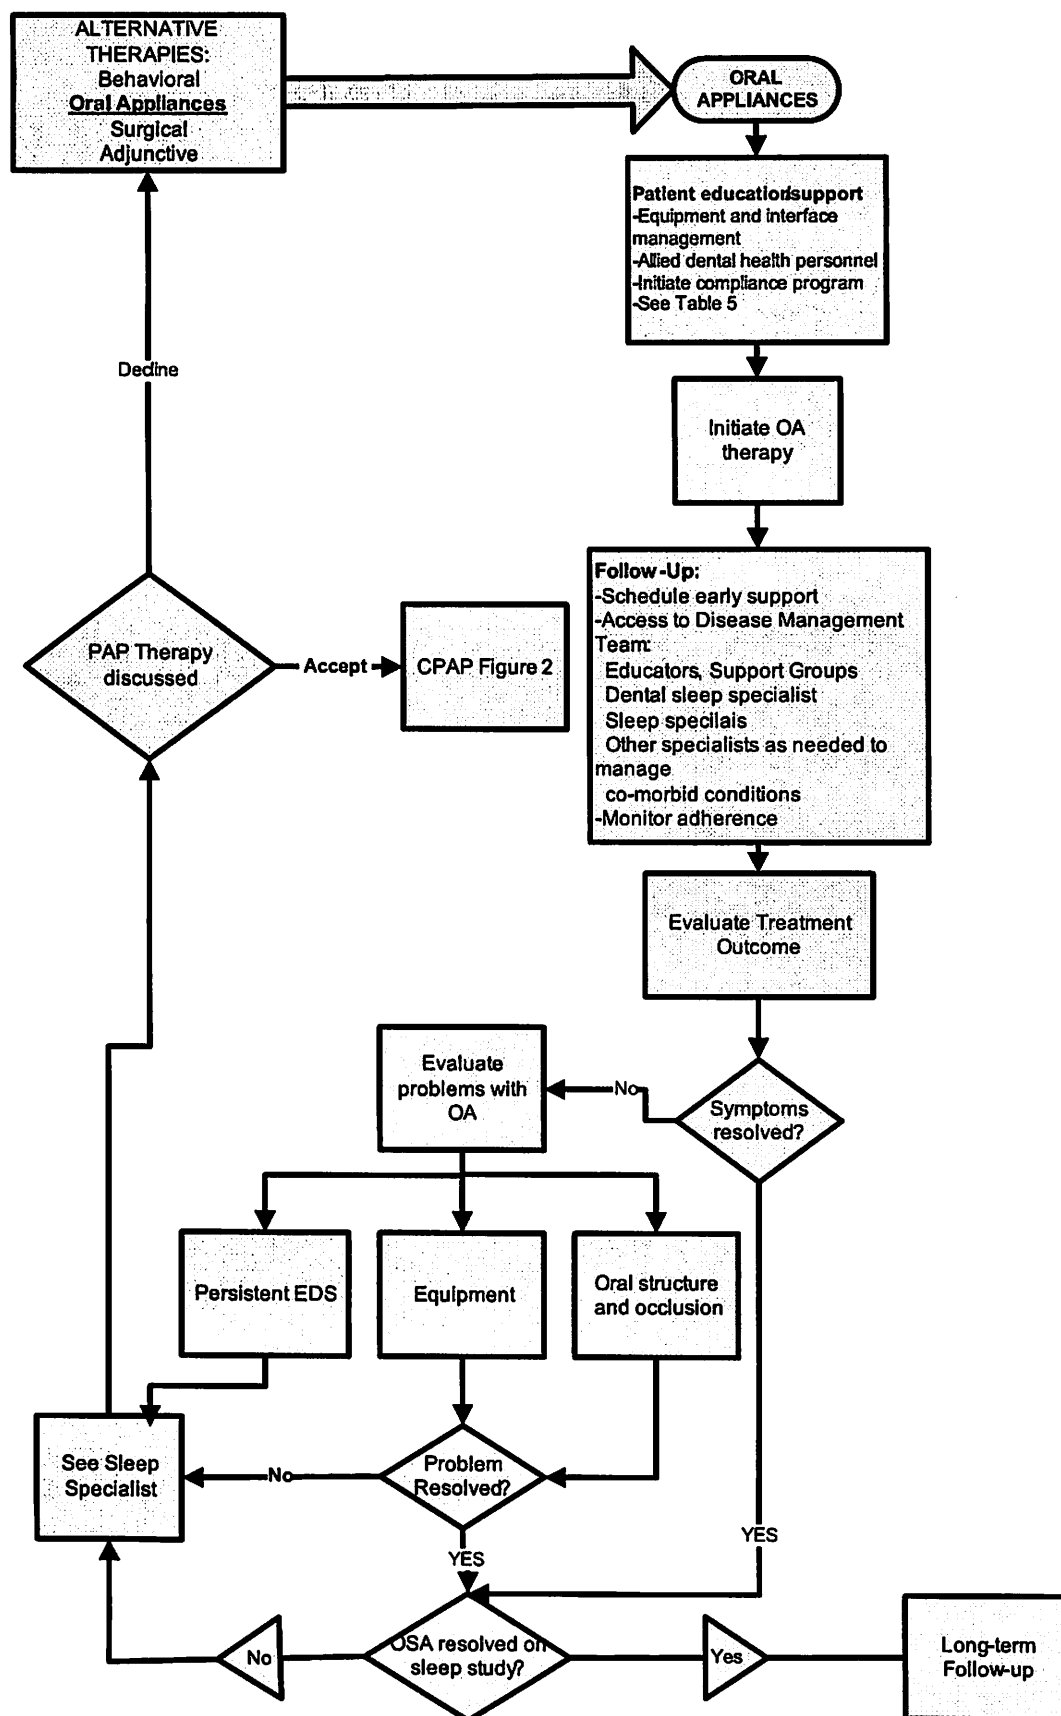 ALTERNATIVE
THERAPIES:
Behavioral
Oral Appliances
Surgical
Adjunctive
ORAL
APPLIANCES
Patient education/support
-Equipment and interface
management
-Allied dental health personnel
-Initiate compliance program
-See Table 5
Decline
Initiate OA
therapy
Follow-Up:
-Schedule early support
-Access to Disease Management
Team:
Educators, Support Groups
Dental sleep specialist
Sleep specilais
Other specialists as needed to
manage
co-morbid conditions
-Monitor adherence
PAP Therapy
discussed
Accept
CPAP Figure 2
Evaluate Treatment
Outcome
Evaluate
problems with
OA
No
Symptoms
resolved?
Persistent EDS
Equipment
Oral structure
and occlusion
See Sleep
Specialist
No
Problem
Resolved?
YES
YES
No
OSA resolved on
sleep study?
Yes
Long-term
Follow-up